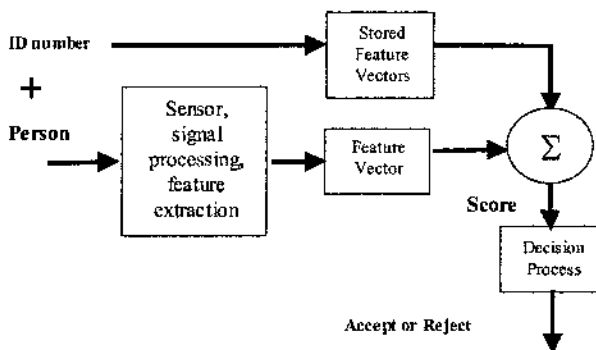 ID number
+
Person
Sensor,
signal
processing,
feature
extraction
Stored
Feature
Vectors
Feature
Vector
Σ
Score
Decision
Process
Accept or Reject